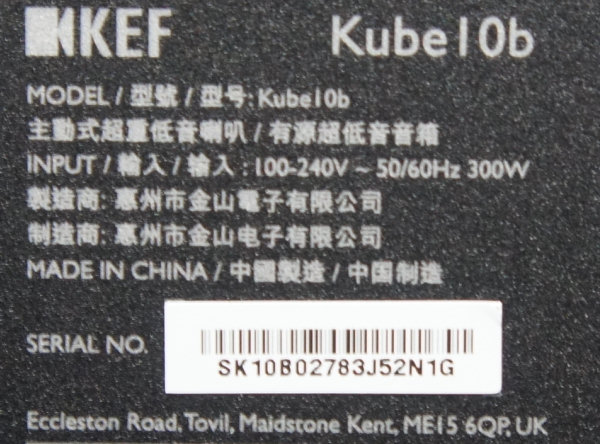 KEF Kube10b
MODEL / 型號 / 型号: Kube10b
主動式超重低音喇叭 / 有源超低音音箱
INPUT / 輸入 / 输入 : 100-240V ~ 50/60Hz 300W
製造商: 惠州市金山電子有限公司
制造商: 惠州市金山电子有限公司
MADE IN CHINA / 中國製造 / 中国制造
SERIAL NO.
SK10B02783J52N1G
Eccleston Road, Tovil, Maidstone Kent, ME15 6QP, UK